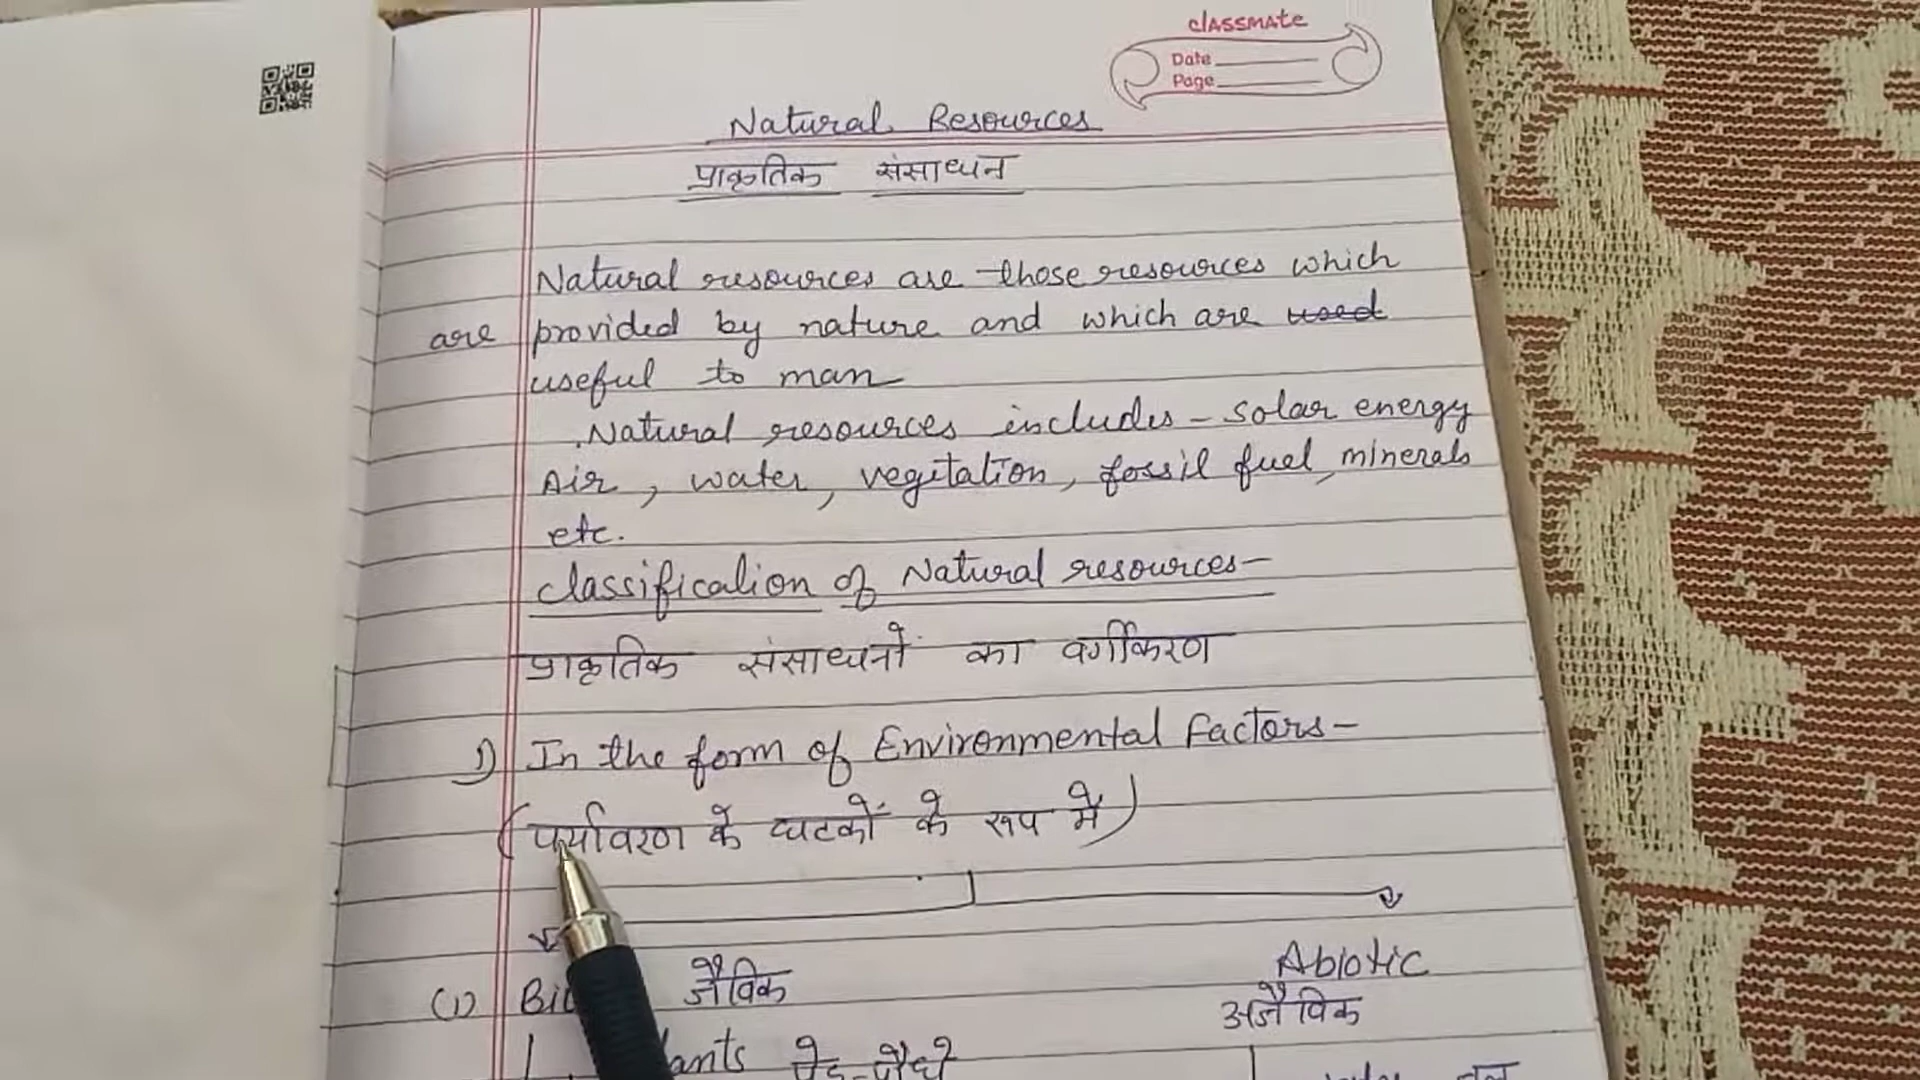 classmate
Date
Page
Natural Resources
प्राकृतिक संसाधन
Natural resources are those resources which
are provided by nature and which are used
useful to man
Natural resources includes - solar energy
Air, water, vegitation, fossil fuel, minerals
etc.
classification of Natural resources-
प्राकृतिक संसाधनों का वर्गीकरण
1) In the form of Environmental factors-
(पर्यावरण के घटकों के रूप में)
Abiotic
(1) जैविक
अजैविक
पेड़-पौधे